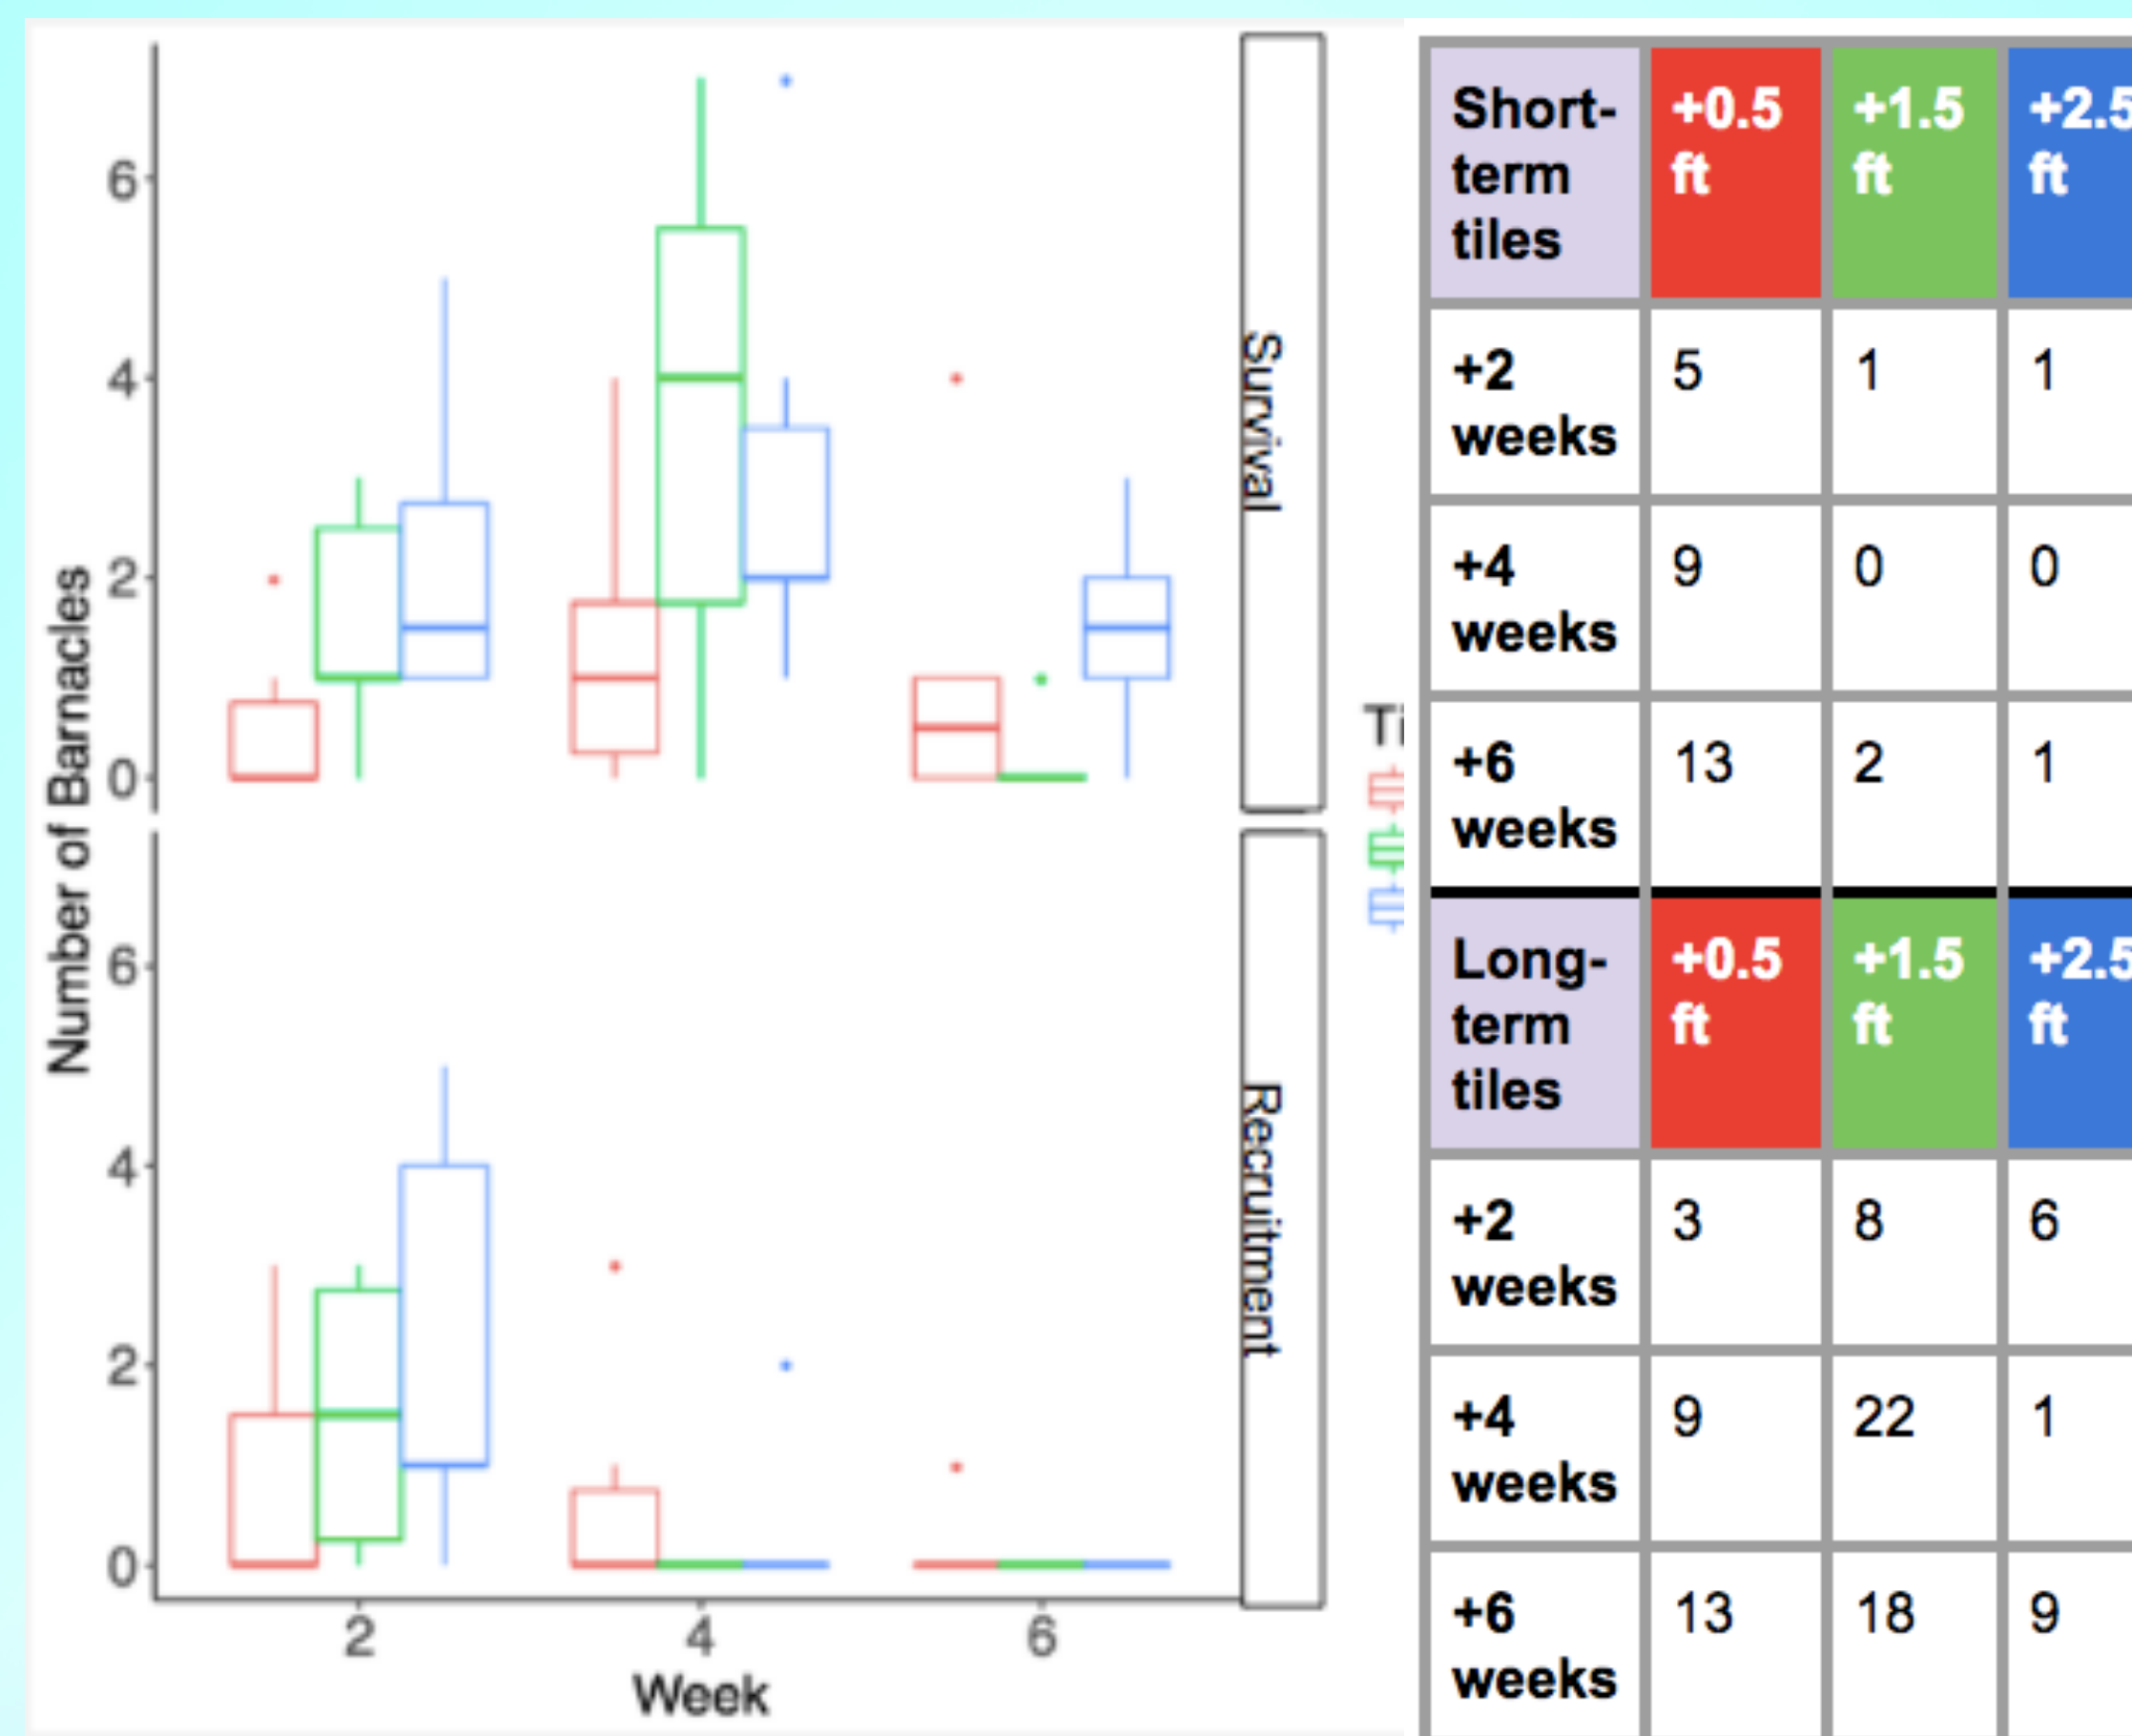 Number of Barnacles
6
4
2
0
Survival
6
4
2
0
Recruitment
2 4 6
Week
Ti
Short-term tiles +0.5 ft +1.5 ft +2.5 ft
+2 weeks 5 1 1
+4 weeks 9 0 0
+6 weeks 13 2 1
Long-term tiles +0.5 ft +1.5 ft +2.5 ft
+2 weeks 3 8 6
+4 weeks 9 22 1
+6 weeks 13 18 9